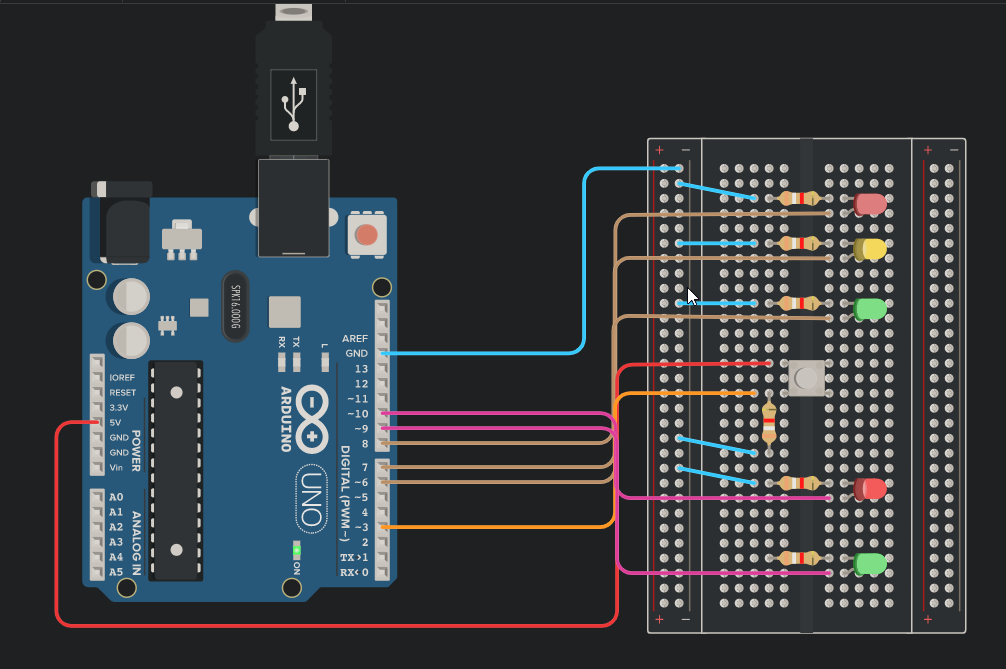 SPK16.000G
AREF
GND
13
12
~11
~10
~9
8
7
~6
~5
4
~3
2
TX>1
RX<0
RX
TX
L
ARDUINO
UNO
DIGITAL (PWM~)
ON
IOREF
RESET
3.3V
5V
GND
GND
Vin
POWER
A0
A1
A2
A3
A4
A5
ANALOG IN
+ −
+ −
+ −
+